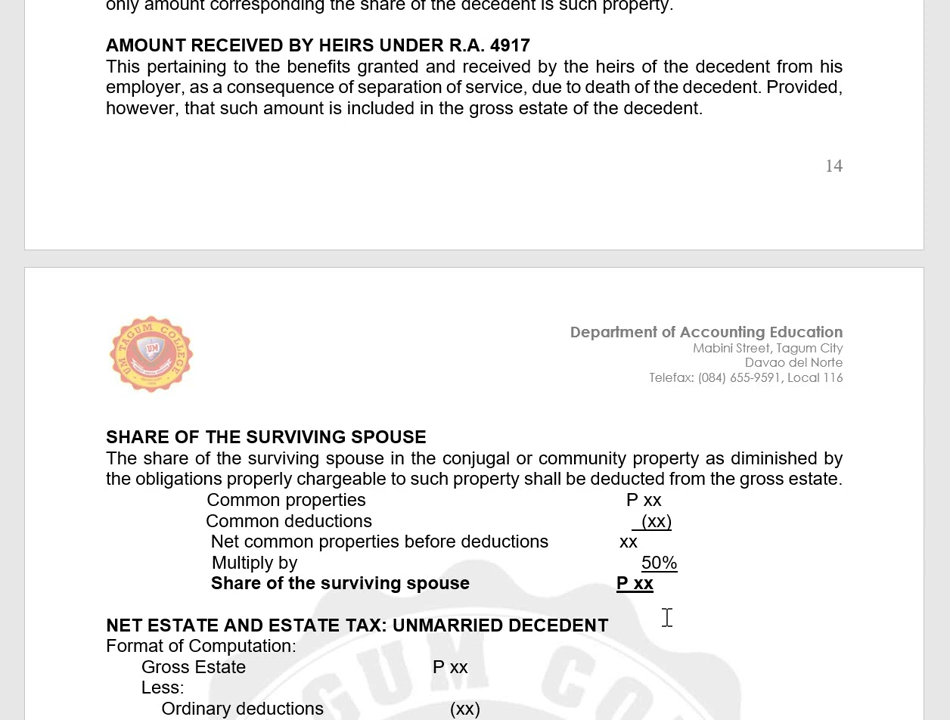 only amount corresponding the share of the decedent is such property.
AMOUNT RECEIVED BY HEIRS UNDER R.A. 4917
This pertaining to the benefits granted and received by the heirs of the decedent from his
employer, as a consequence of separation of service, due to death of the decedent. Provided,
however, that such amount is included in the gross estate of the decedent.
14
UM TAGUM COLLEGE
UM
Department of Accounting Education
Mabini Street, Tagum City
Davao del Norte
Telefax: (084) 655-9591, Local 116
SHARE OF THE SURVIVING SPOUSE
The share of the surviving spouse in the conjugal or community property as diminished by
the obligations properly chargeable to such property shall be deducted from the gross estate.
Common properties P xx
Common deductions (xx)
Net common properties before deductions xx
Multiply by 50%
Share of the surviving spouse P xx
NET ESTATE AND ESTATE TAX: UNMARRIED DECEDENT
Format of Computation:
Gross Estate P xx
Less:
Ordinary deductions (xx)
GUM CO